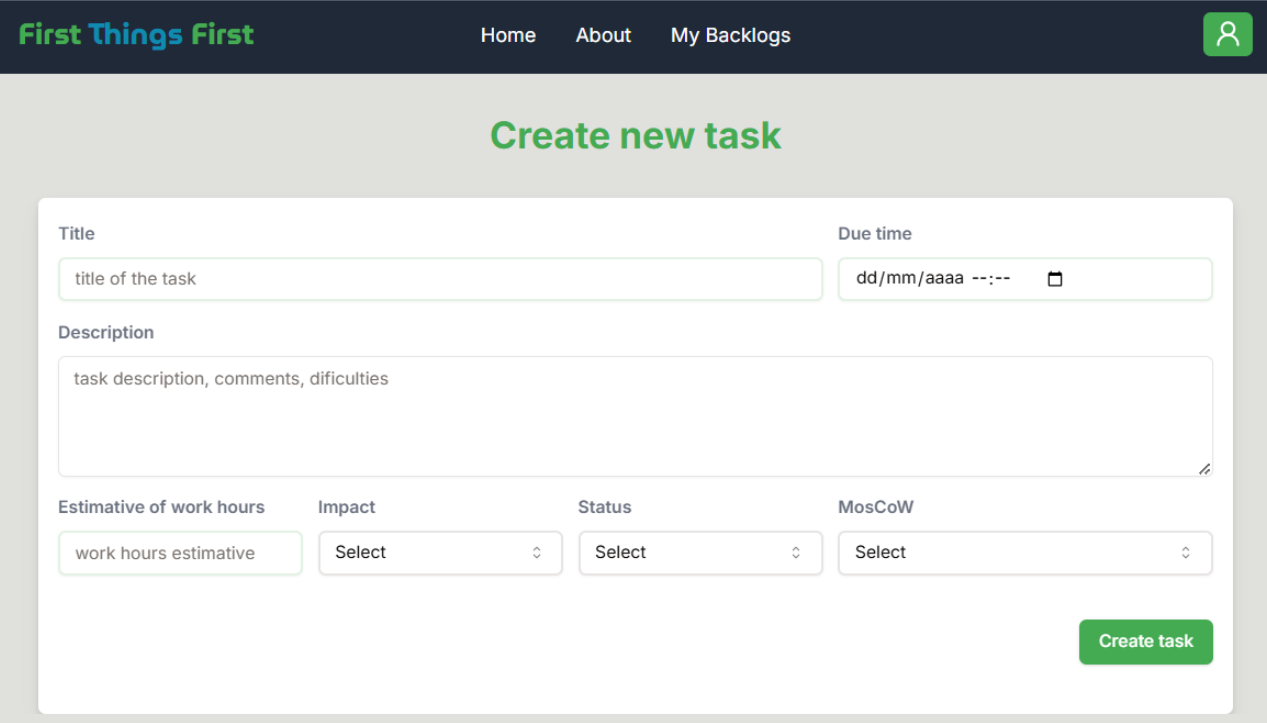 First Things First
Home About My Backlogs
Create new task
Title Due time
title of the task dd/mm/aaaa --:--
Description
task description, comments, dificulties
Estimative of work hours Impact Status MosCoW
work hours estimative Select Select Select
Create task